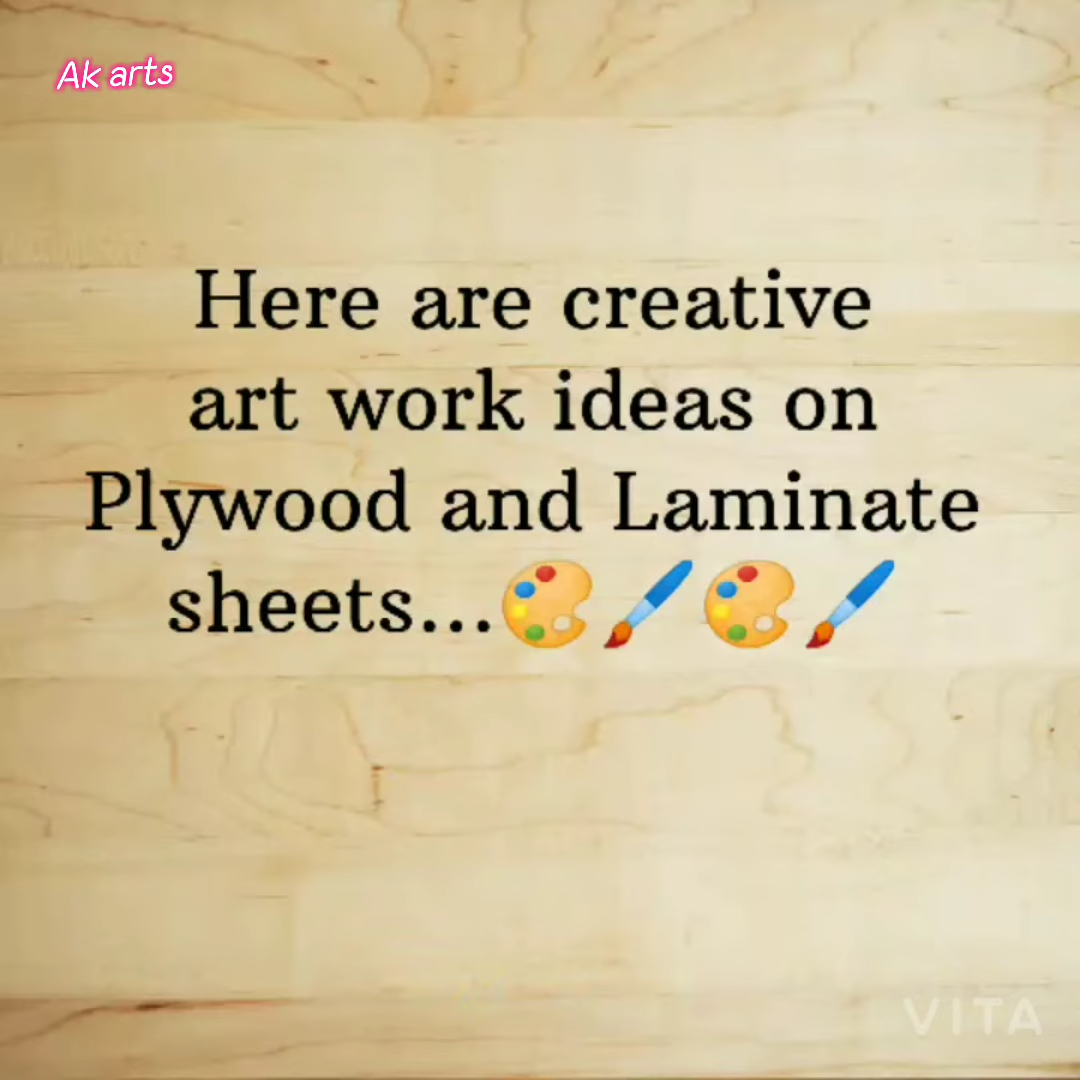 Ak arts
Here are creative
art work ideas on
Plywood and Laminate
sheets...🎨🖌️🎨🖌️
VITA